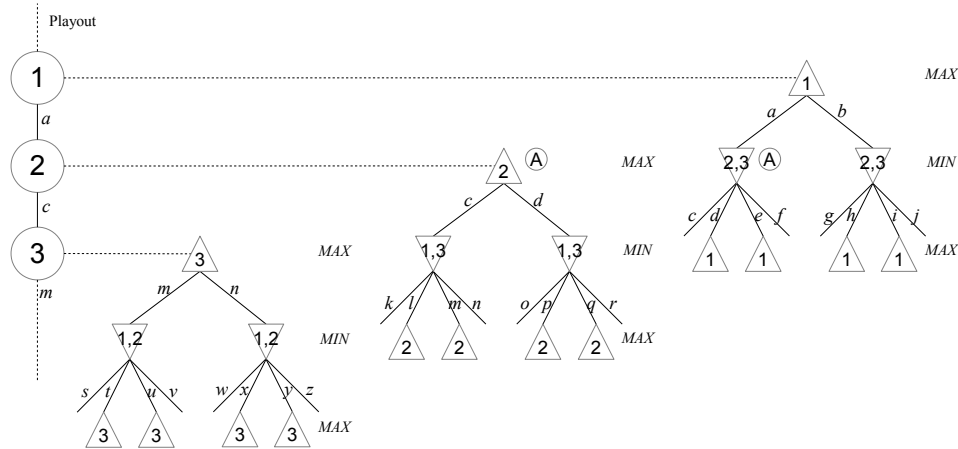 Playout
1 1 MAX
a a b
2 2 A MAX 2,3 A 2,3 MIN
c c d c d e f g h i j
3 3 MAX 1,3 1,3 MIN 1 1 1 1 MAX
m m n k l m n o p q r
1,2 1,2 MIN 2 2 2 2 MAX
s t u v w x y z
3 3 3 3 MAX